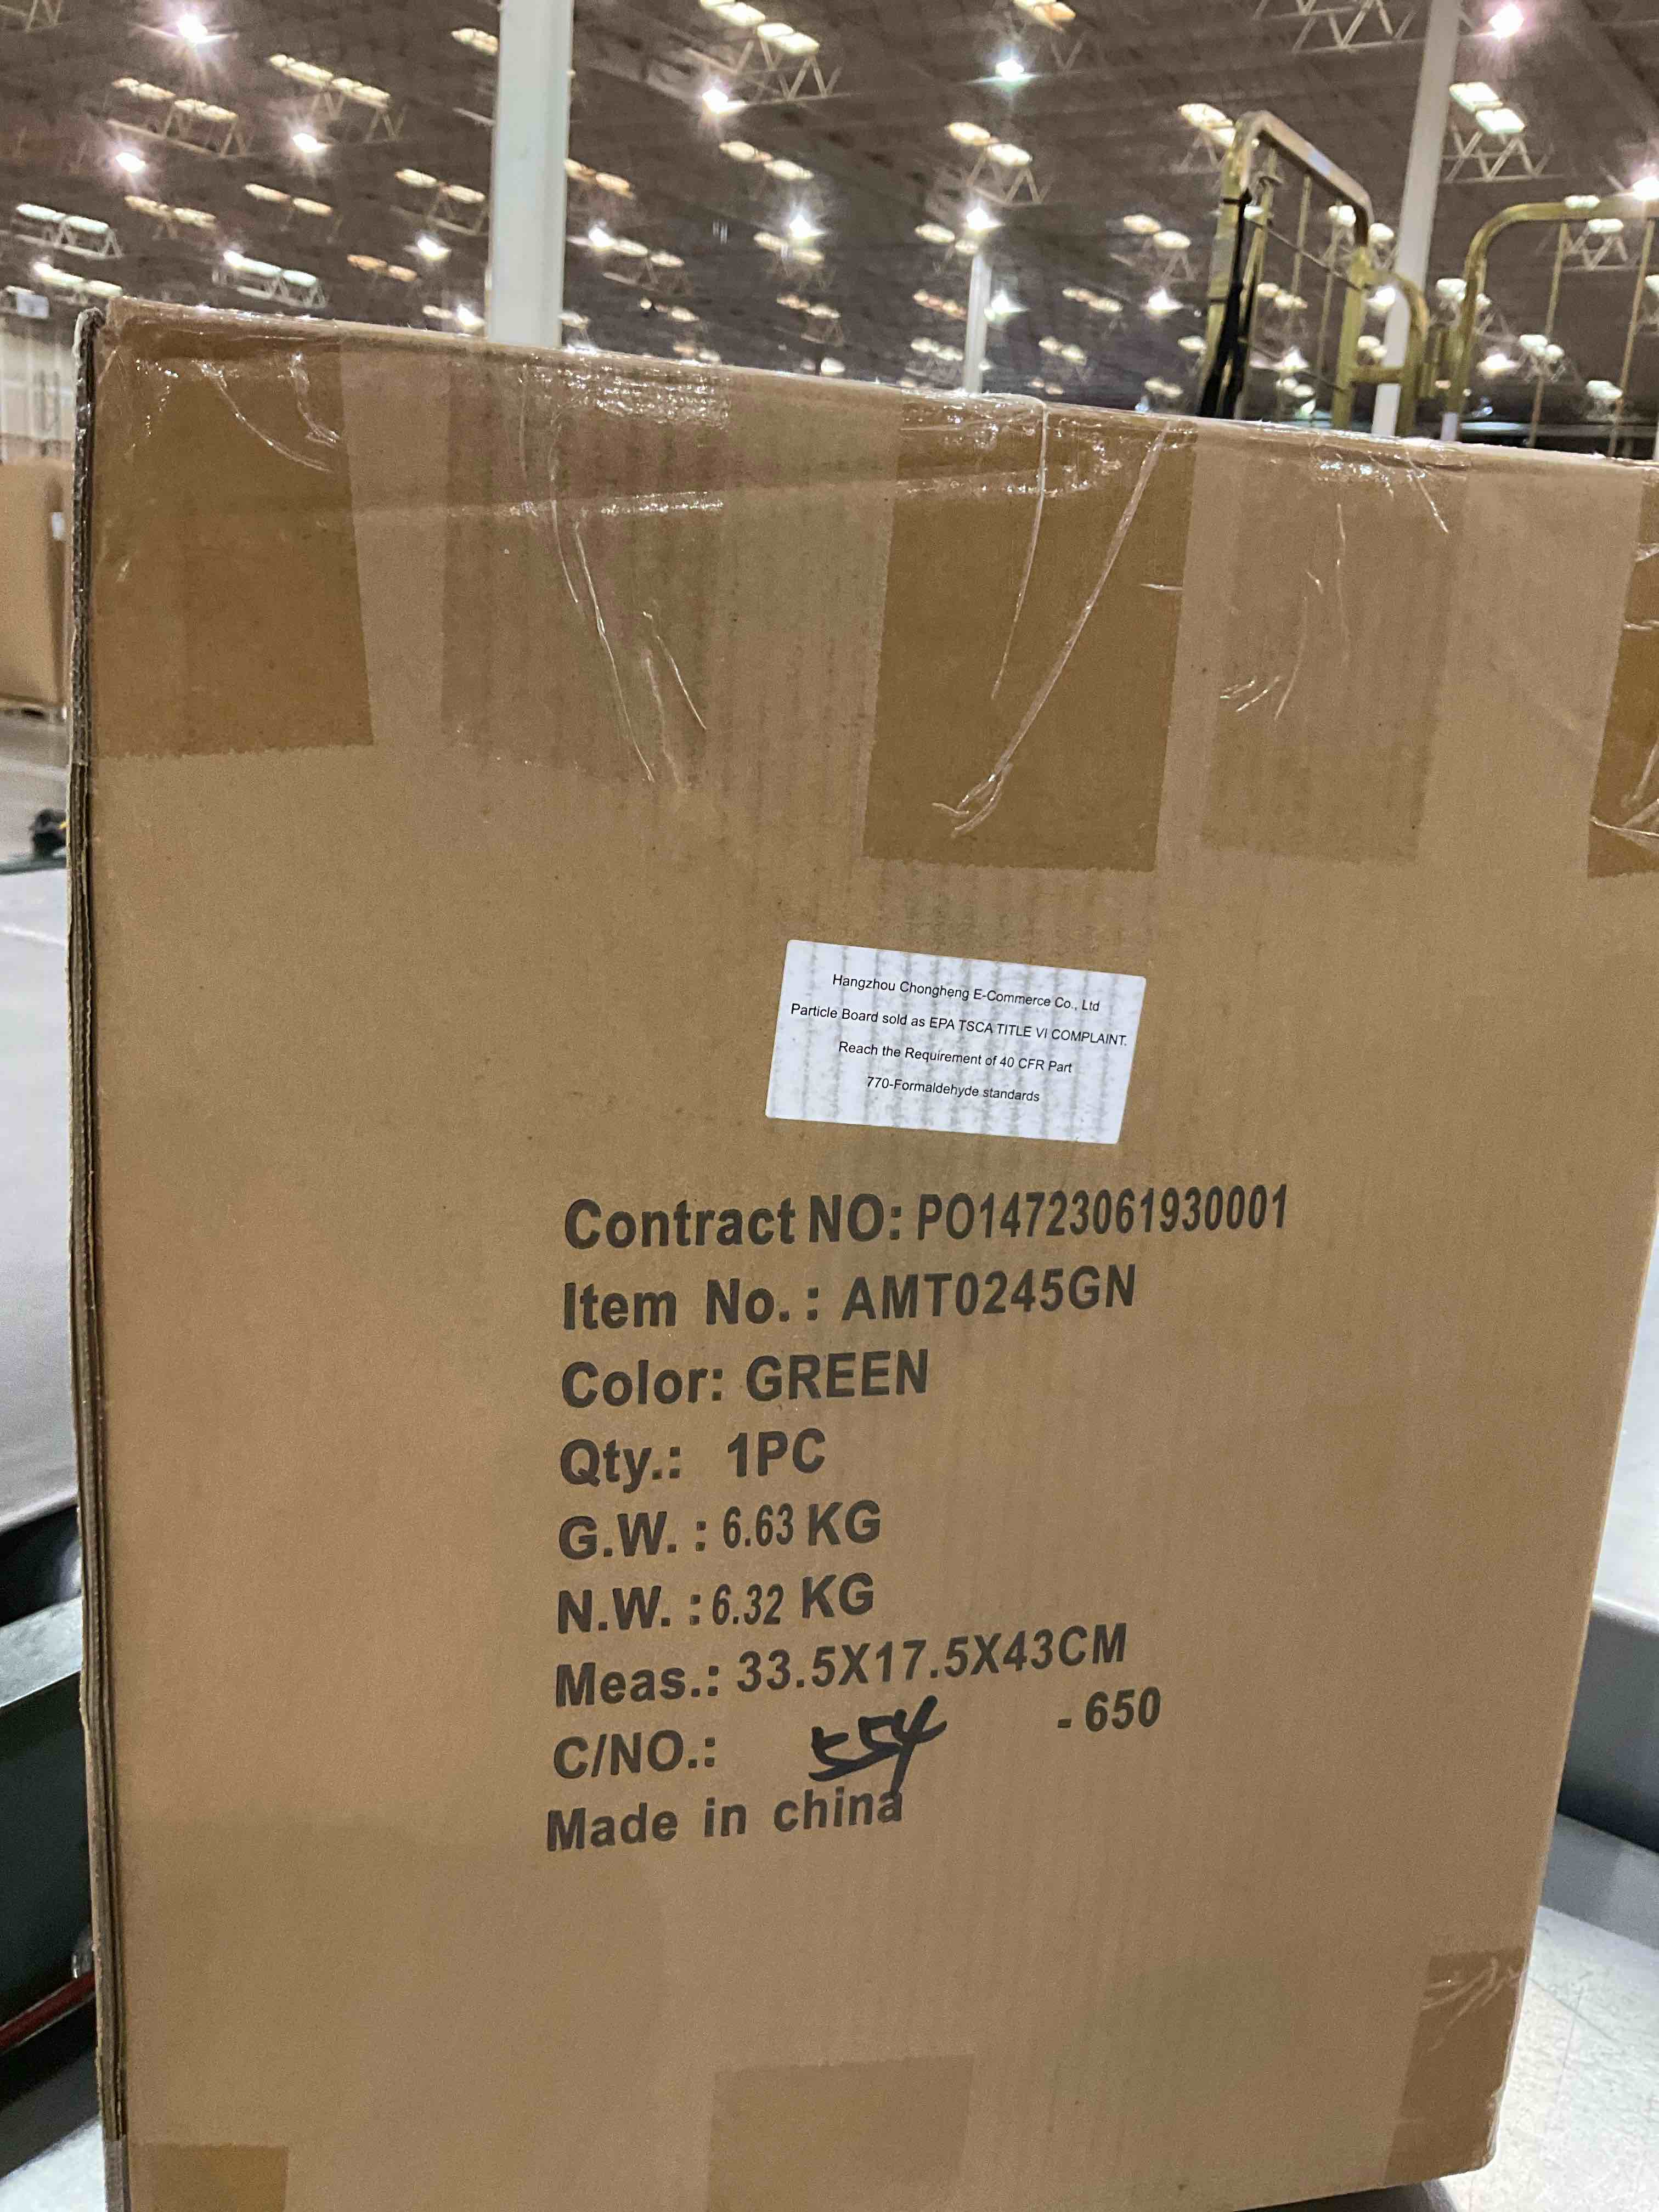 Hangzhou Chongheng E-Commerce Co., Ltd
Particle Board sold as EPA TSCA TITLE VI COMPLAINT.
Reach the Requirement of 40 CFR Part
770-Formaldehyde standards
Contract NO: PO14723061930001
Item No. : AMT0245GN
Color: GREEN
Qty.: 1PC
G.W. : 6.63 KG
N.W. : 6.32 KG
Meas.: 33.5X17.5X43CM
C/NO.: 554 - 650
Made in china